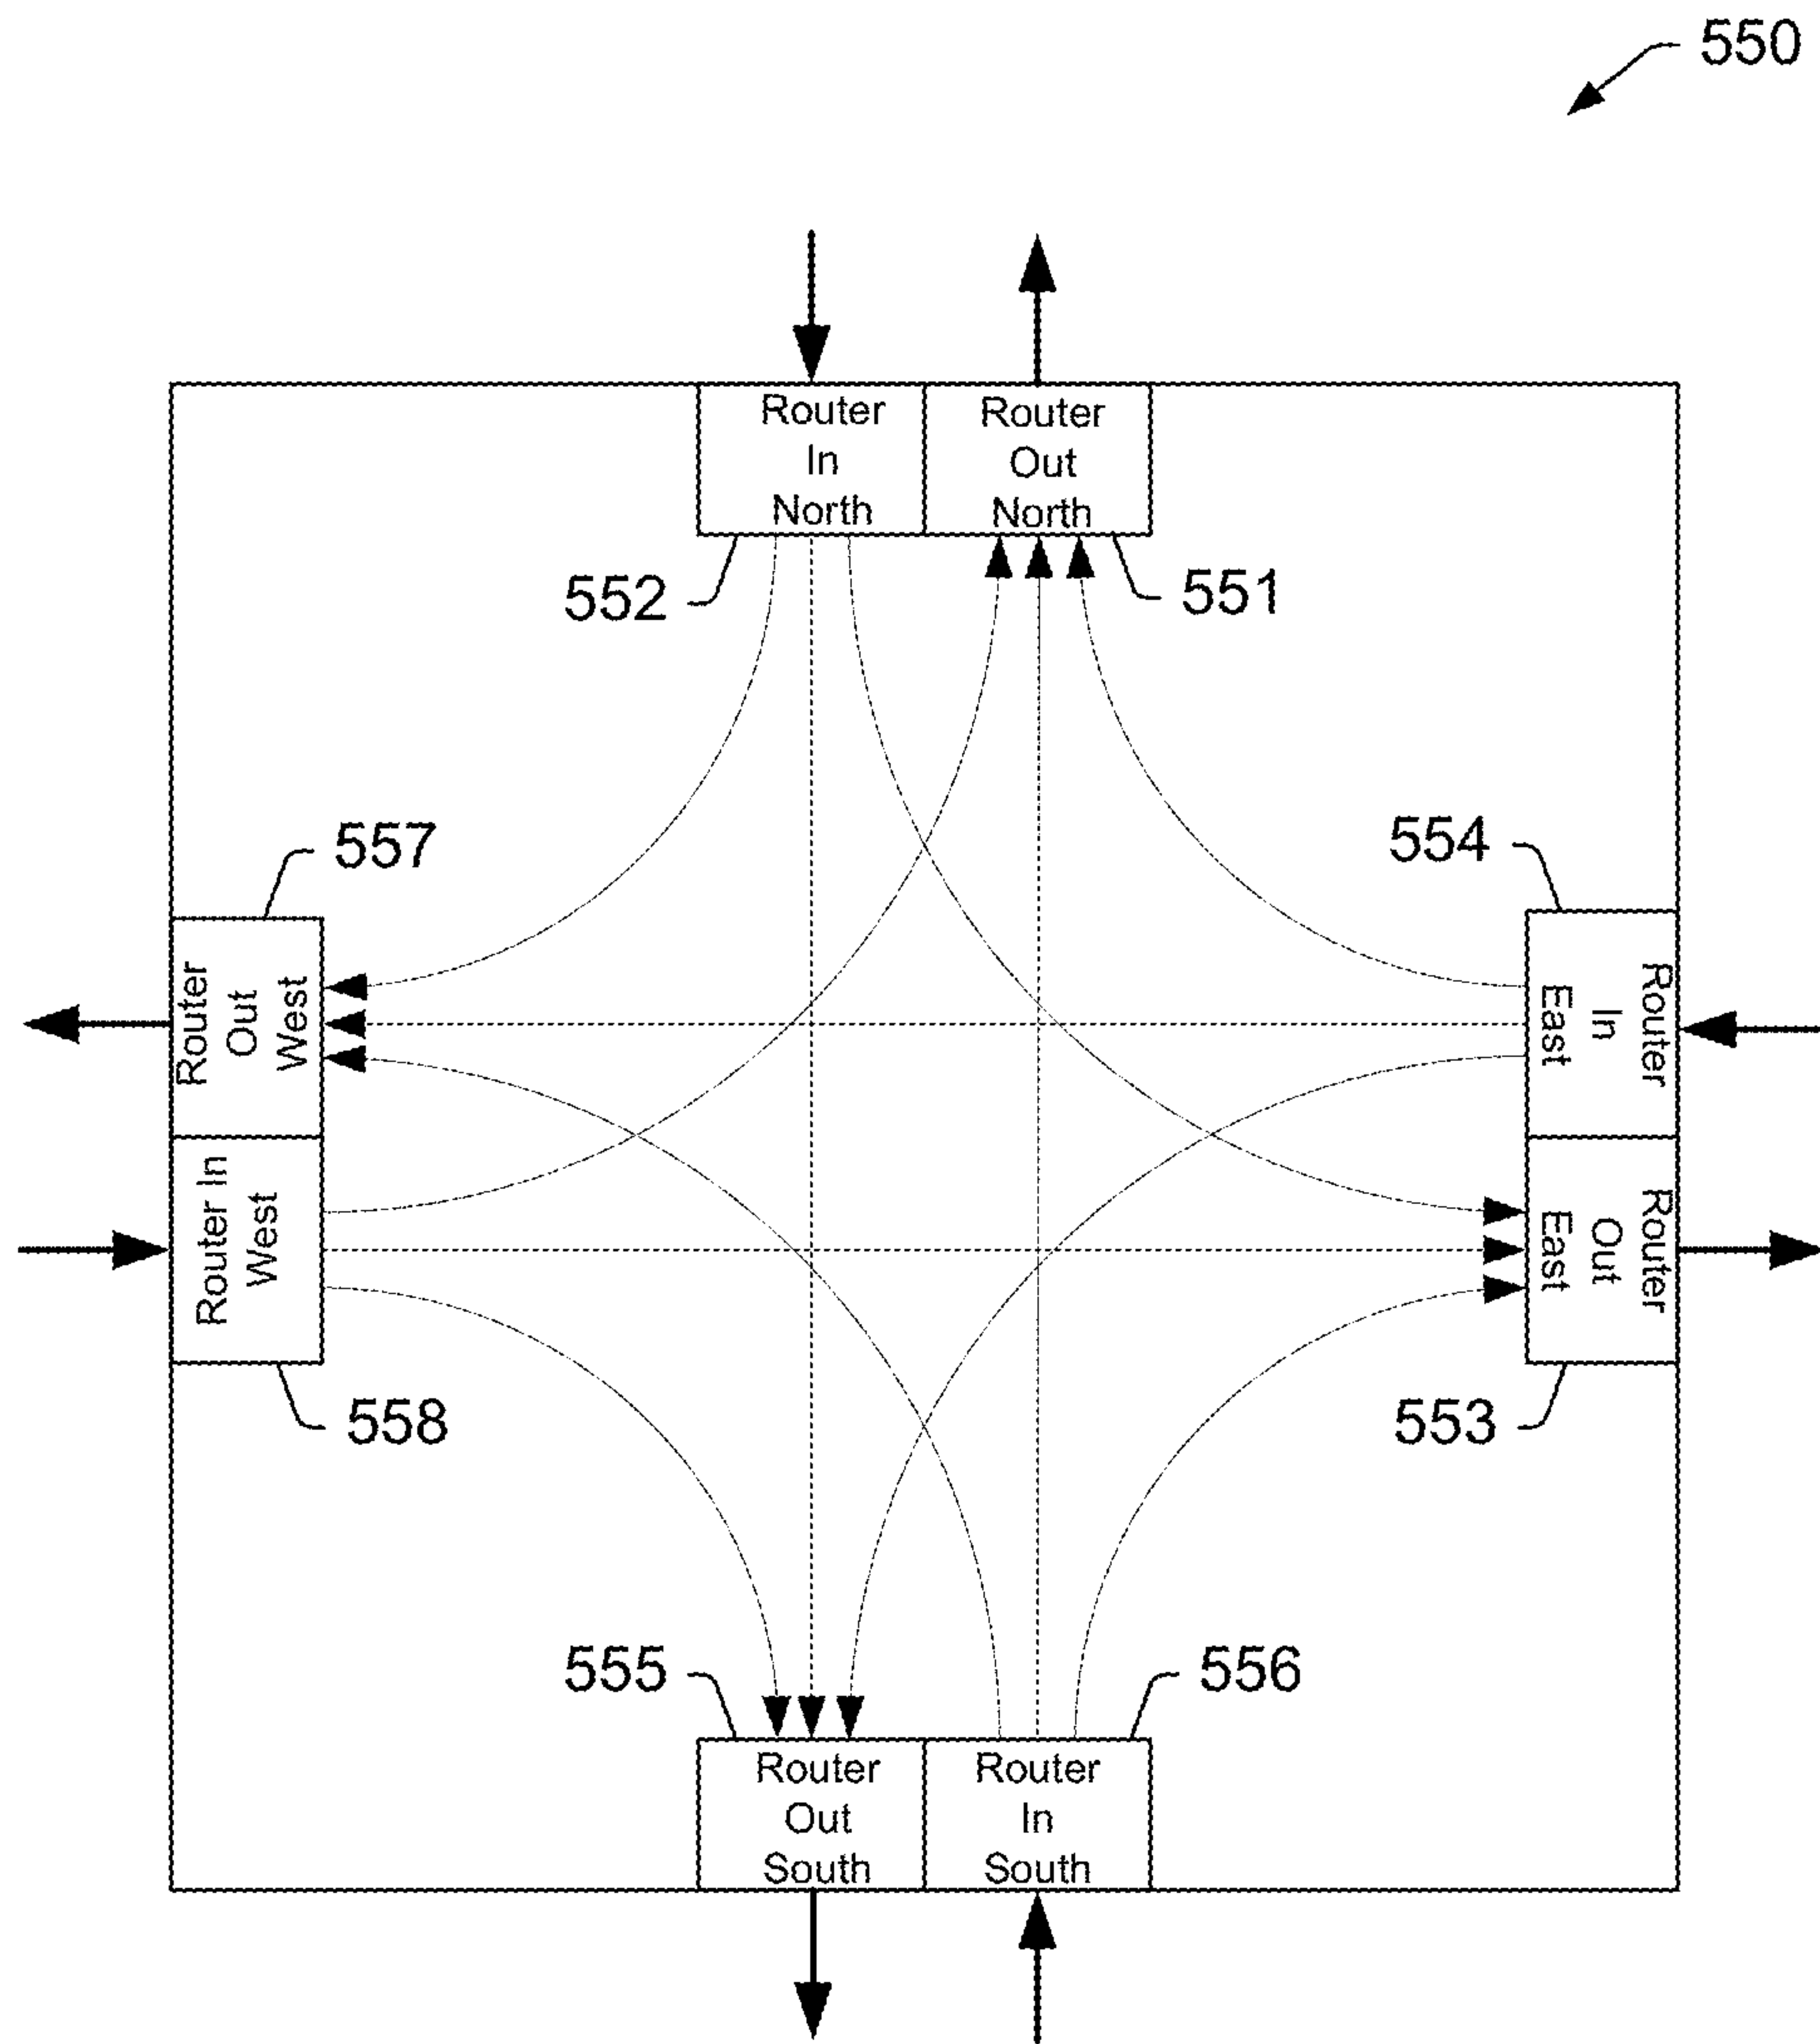 550
Router
In
North
Router
Out
North
552
551
557
554
Router
Out
West
Router
In
East
Router In
West
Router
Out
East
558
553
555
556
Router
Out
South
Router
In
South